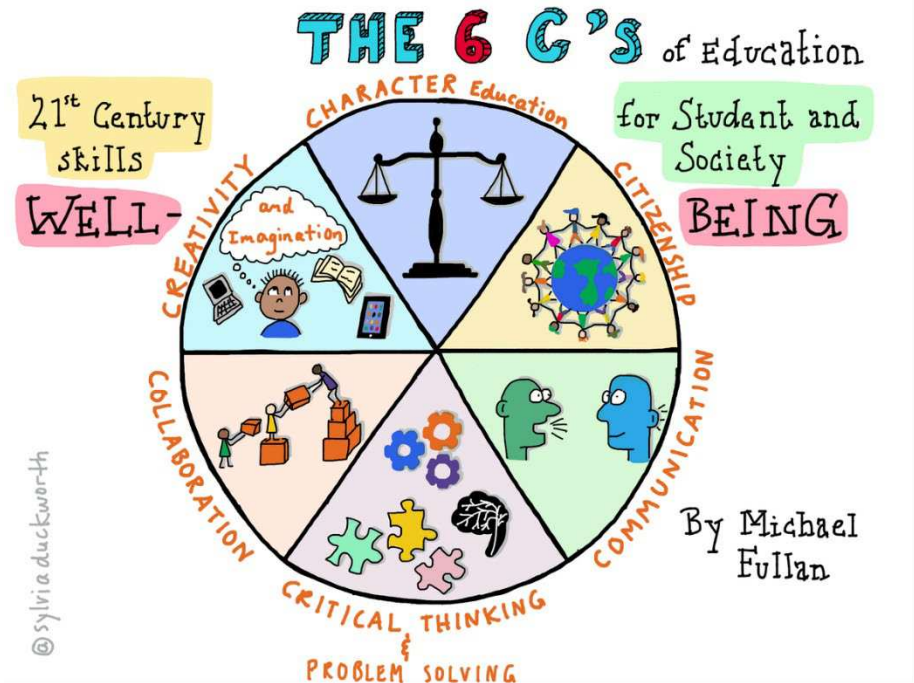 THE 6 C'S of Education
21st Century
skills
WELL-
for Student and
Society
BEING
CHARACTER Education
CITIZENSHIP
COMMUNICATION
CRITICAL THINKING
&
PROBLEM SOLVING
COLLABORATION
CREATIVITY
and
Imagination
By Michael
Fullan
@sylviaduckworth